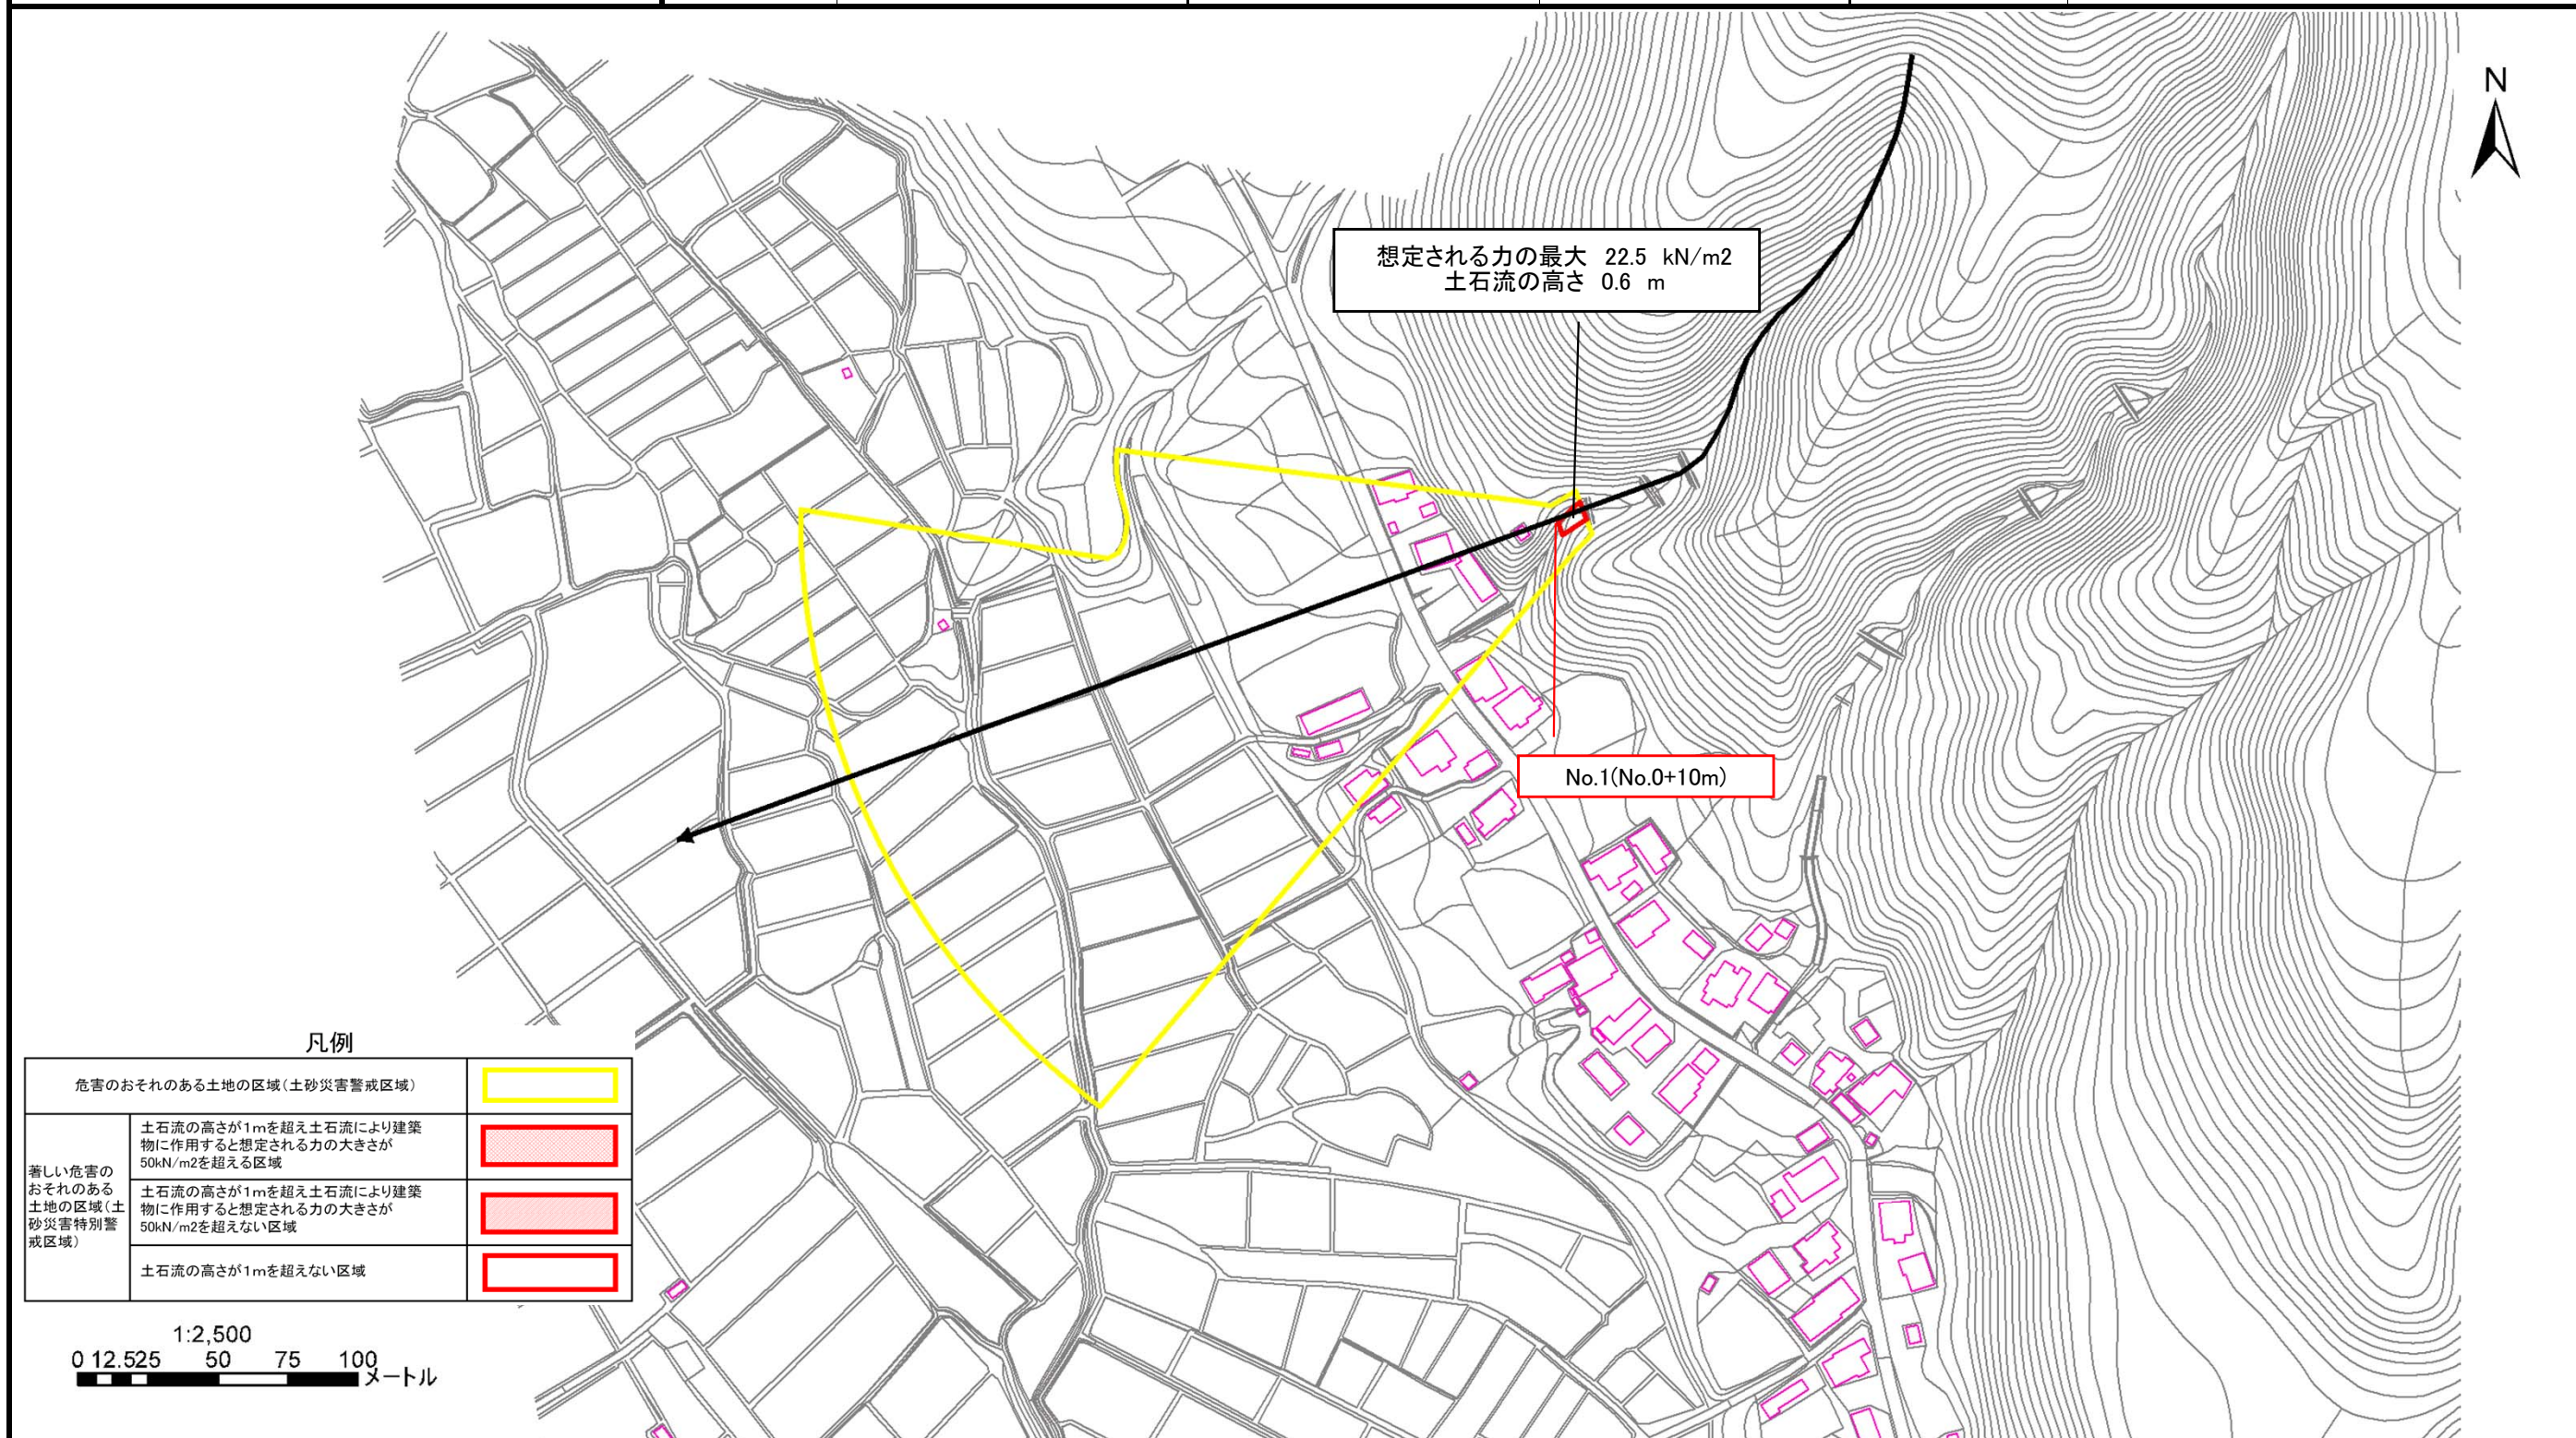 N
想定される力の最大 22.5 kN/m2
土石流の高さ 0.6 m
No.1(No.0+10m)
凡例
危害のおそれのある土地の区域(土砂災害警戒区域)
著しい危害の
おそれのある
土地の区域(土
砂災害特別警
戒区域)
土石流の高さが1mを超え土石流により建築
物に作用すると想定される力の大きさが
50kN/m2を超える区域
土石流の高さが1mを超え土石流により建築
物に作用すると想定される力の大きさが
50kN/m2を超えない区域
土石流の高さが1mを超えない区域
1:2,500
0 12.525 50 75 100
メートル